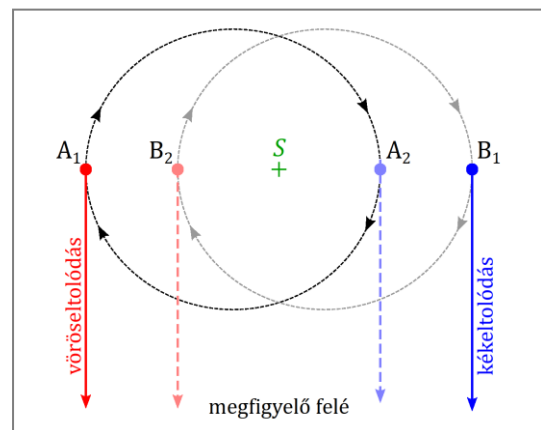 S
A₁
B₂
A₂
B₁
vöröseltolódás
kékeltolódás
megfigyelő felé